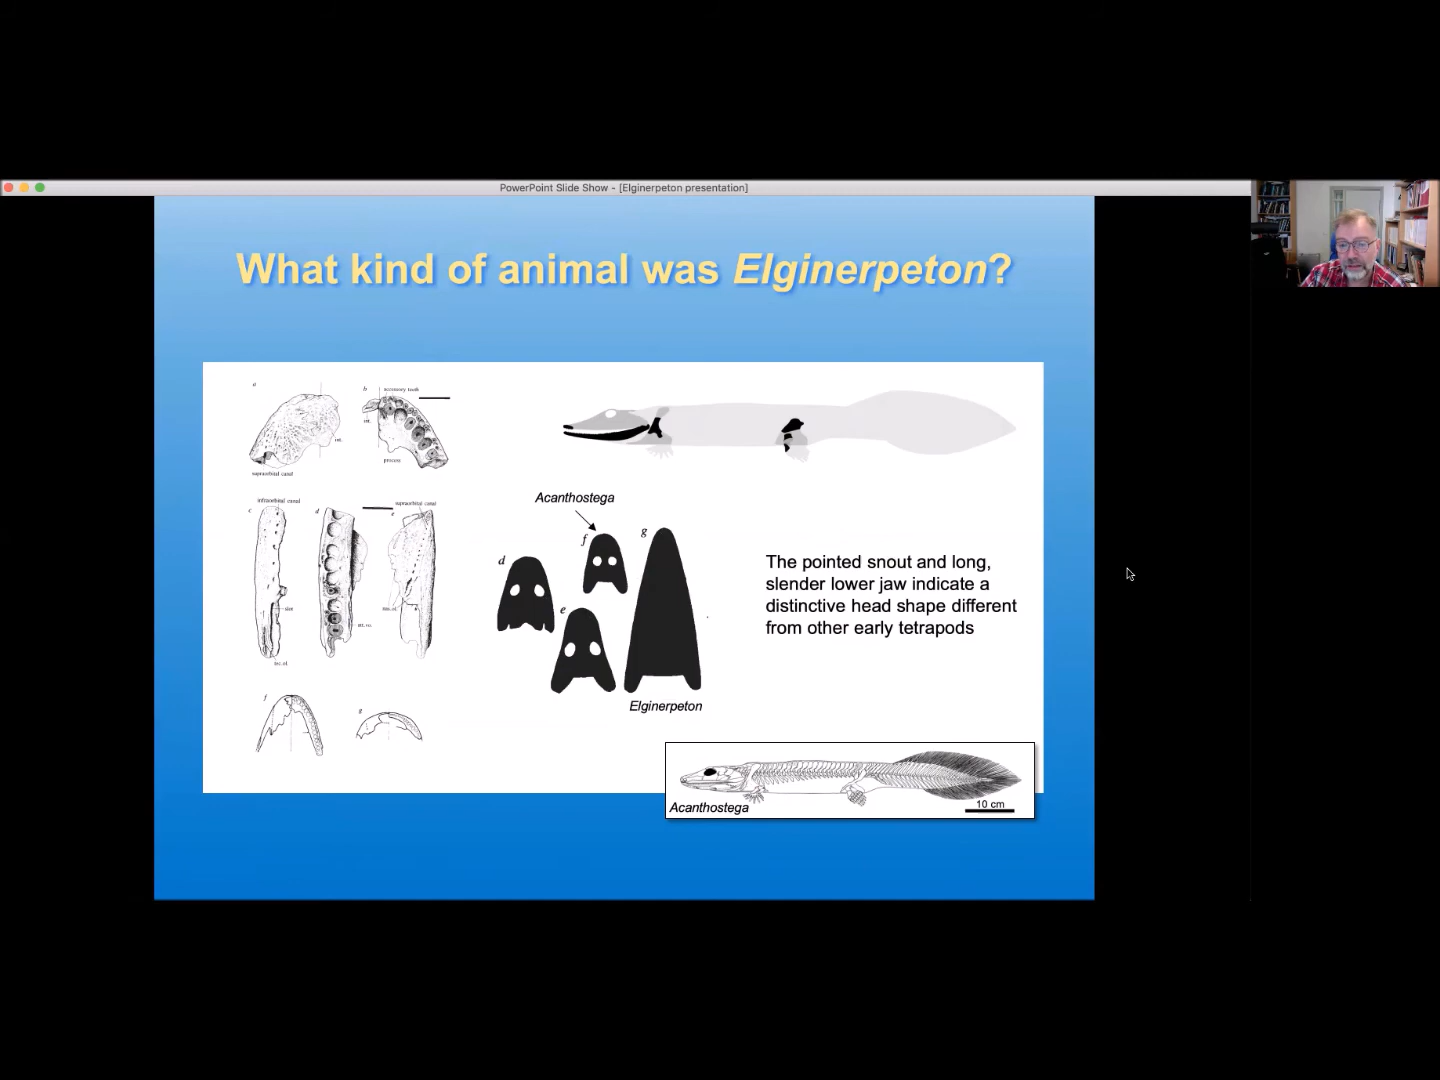 PowerPoint Slide Show - [Elginerpeton presentation]
What kind of animal was Elginerpeton?
a
b
accessory tooth
process
supraorbital canal
infraorbital canal
supraorbital canal
c
d
e
f
g
Acanthostega
d
e
f
g
Elginerpeton
The pointed snout and long,
slender lower jaw indicate a
distinctive head shape different
from other early tetrapods
Acanthostega
10 cm